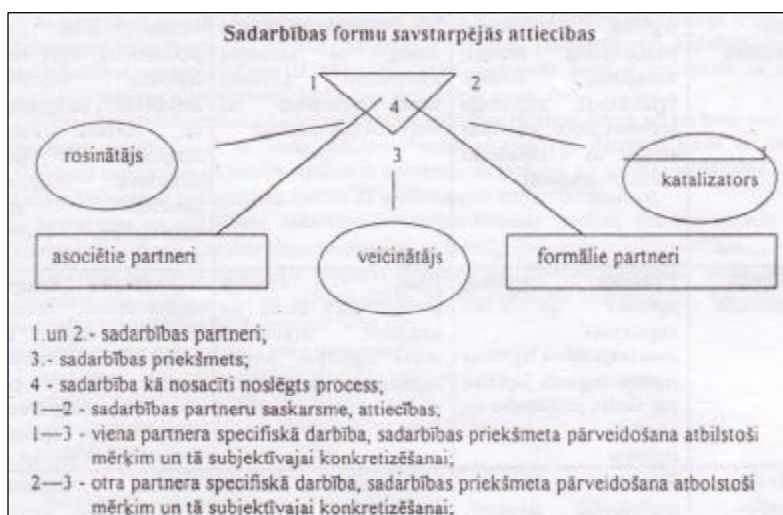 Sadarbības formu savstarpējās attiecības
1
2
4
3
rosinātājs
katalizators
asociētie partneri
veicinātājs
formālie partneri
1.un 2.- sadarbības partneri;
3.- sadarbības priekšmets;
4 - sadarbība kā nosacīti noslēgts process;
1—2 - sadarbības partneru saskarsme, attiecības;
1—3 - viena partnera specifiskā darbība, sadarbības priekšmeta pārveidošana atbilstoši
mērķim un tā subjektīvajai konkretizēšanai;
2—3 - otra partnera specifiskā darbība, sadarbības priekšmeta pārveidošana atbolstoši
mērķim un tā subjektīvajai konkretizēšanai;